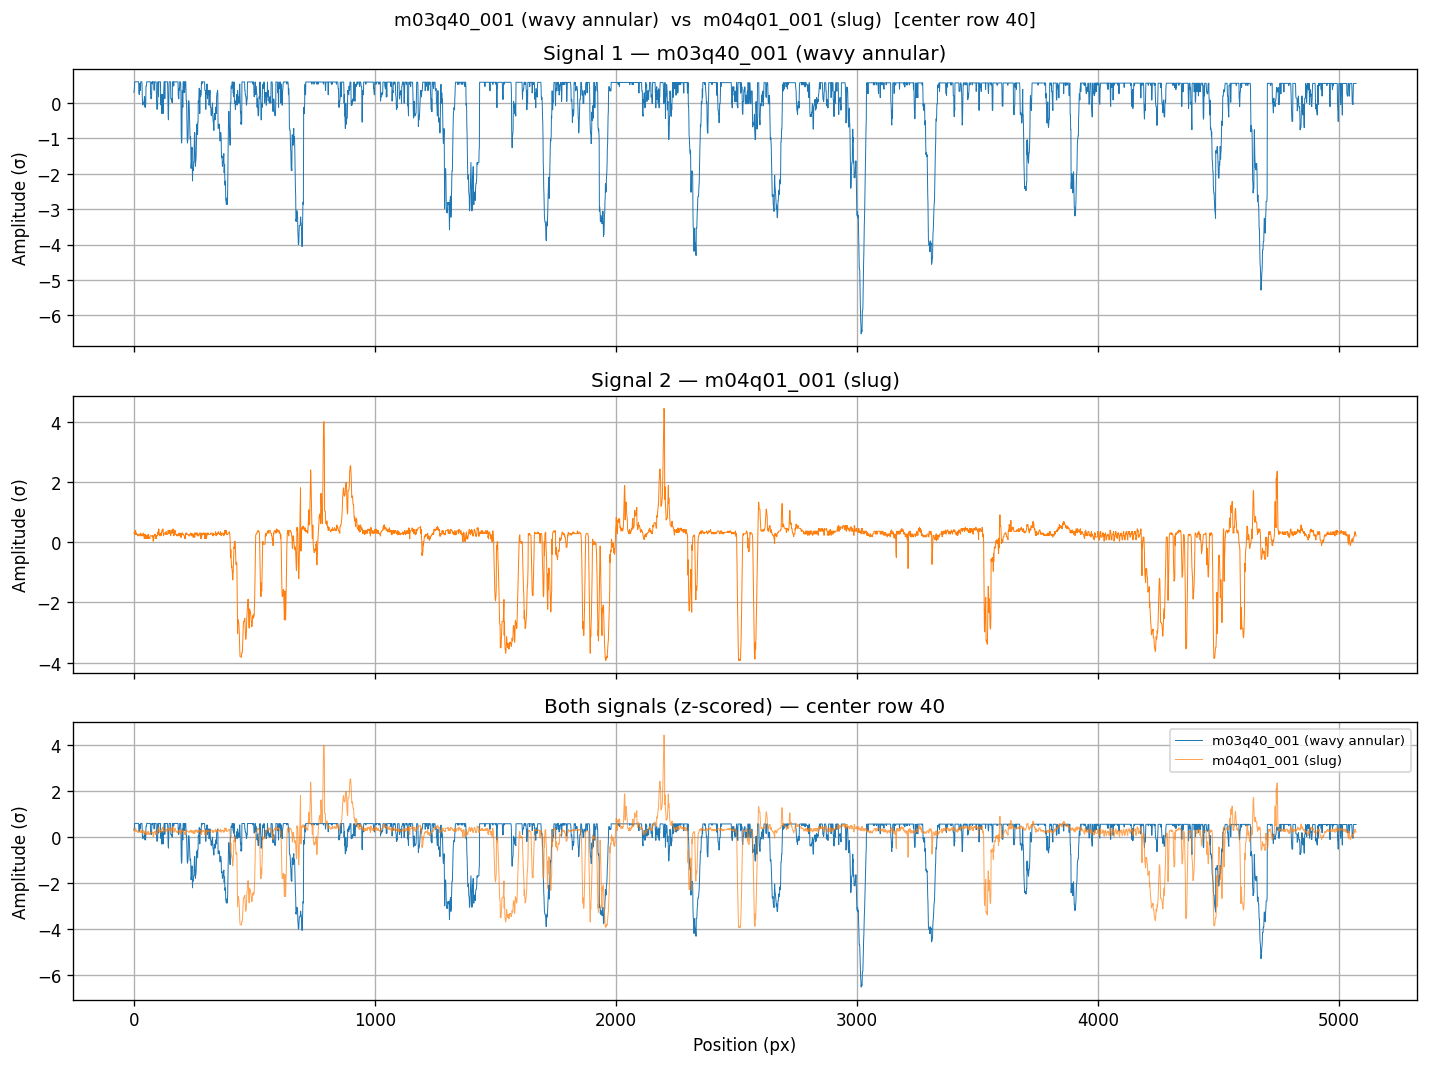 m03q40_001 (wavy annular)  vs  m04q01_001 (slug)  [center row 40]
Signal 1 — m03q40_001 (wavy annular)
Amplitude (σ)
0
−1
−2
−3
−4
−5
−6
Signal 2 — m04q01_001 (slug)
Amplitude (σ)
4
2
0
−2
−4
Both signals (z-scored) — center row 40
Amplitude (σ)
4
2
0
−2
−4
−6
m03q40_001 (wavy annular)
m04q01_001 (slug)
0 1000 2000 3000 4000 5000
Position (px)